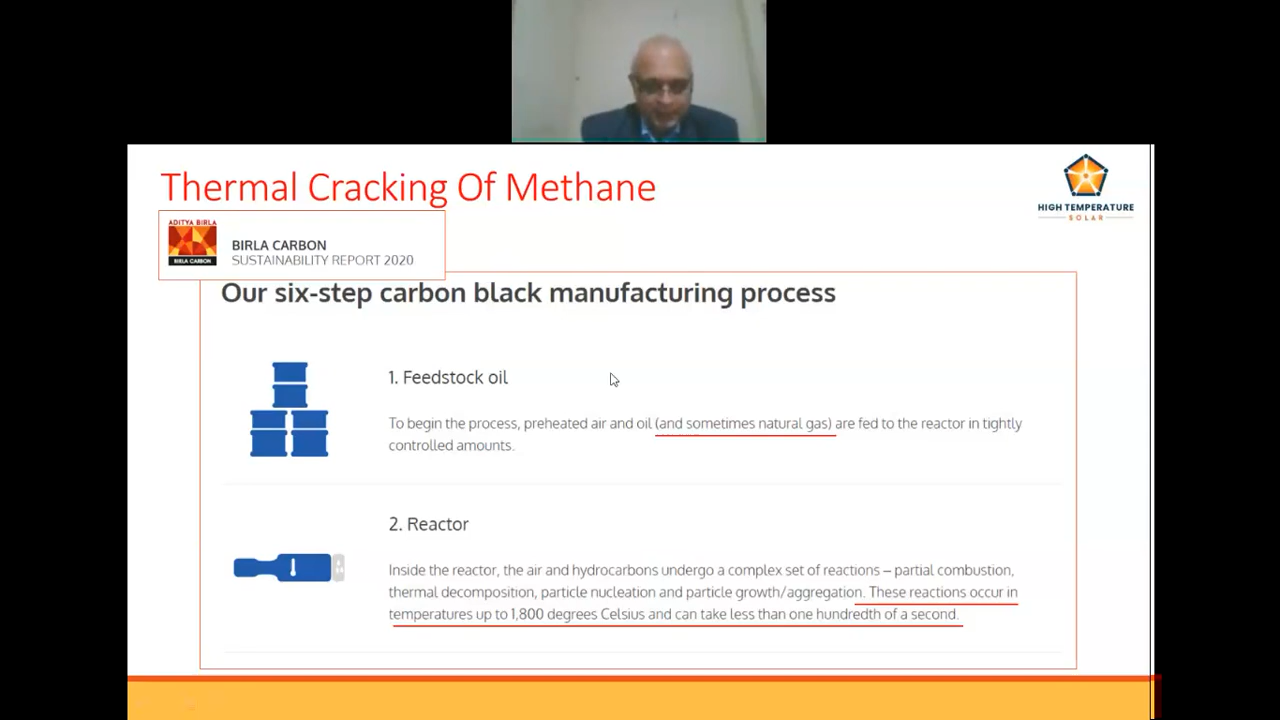 Thermal Cracking Of Methane
HIGH TEMPERATURE
SOLAR
ADITYA BIRLA
BIRLA CARBON
BIRLA CARBON
SUSTAINABILITY REPORT 2020
Our six-step carbon black manufacturing process
1. Feedstock oil
To begin the process, preheated air and oil (and sometimes natural gas) are fed to the reactor in tightly
controlled amounts.
2. Reactor
Inside the reactor, the air and hydrocarbons undergo a complex set of reactions – partial combustion,
thermal decomposition, particle nucleation and particle growth/aggregation. These reactions occur in
temperatures up to 1,800 degrees Celsius and can take less than one hundredth of a second.